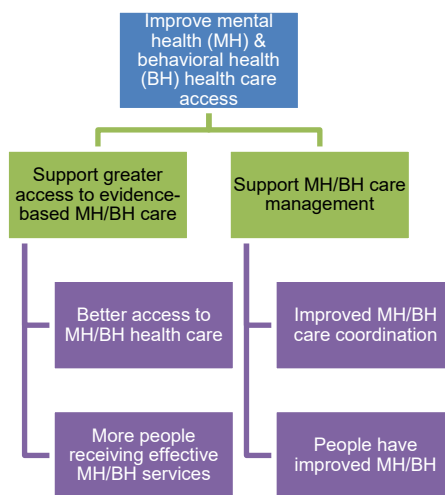 Improve mental
health (MH) &
behavioral health
(BH) health care
access
Support greater
access to evidence-
based MH/BH care
Support MH/BH care
management
Better access to
MH/BH health care
Improved MH/BH
care coordination
More people
receiving effective
MH/BH services
People have
improved MH/BH